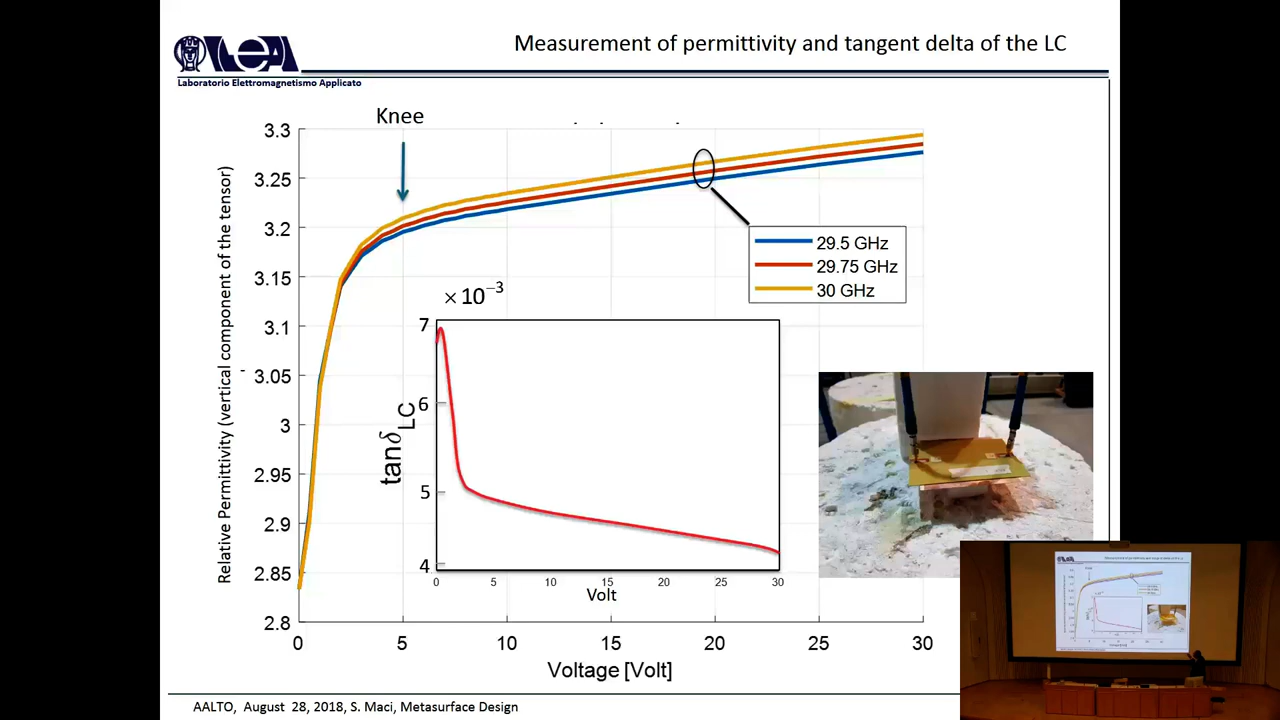 LEA
Measurement of permittivity and tangent delta of the LC
Laboratorio Elettromagnetismo Applicato
Knee
3.3
3.25
3.2
3.15
3.1
3.05
3
2.95
2.9
2.85
2.8
Relative Permittivity (vertical component of the tensor)
29.5 GHz
29.75 GHz
30 GHz
× 10⁻³
7
6
5
4
tanδ LC
0 5 10 15 20 25 30
Volt
0 5 10 15 20 25 30
Voltage [Volt]
AALTO, August 28, 2018, S. Maci, Metasurface Design